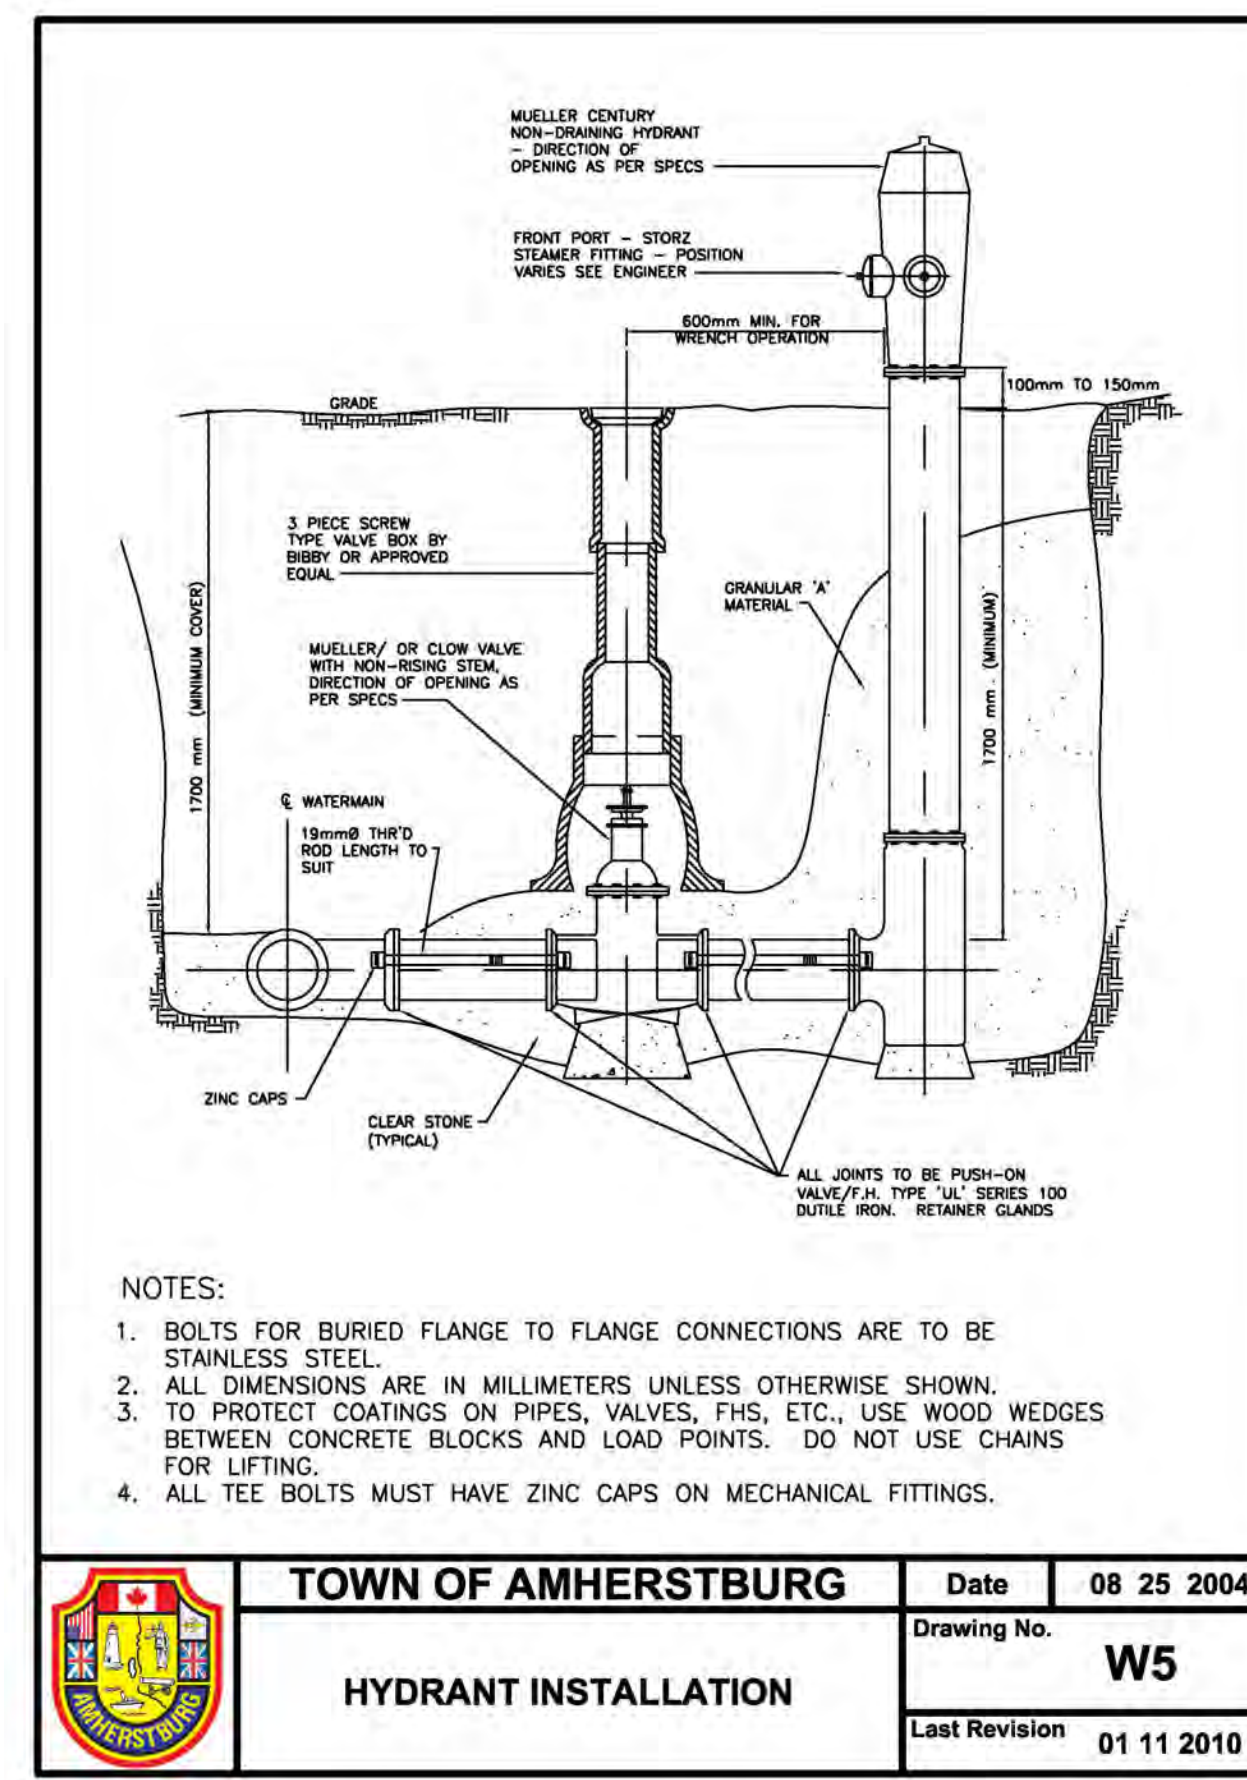 MUELLER CENTURY
NON-DRAINING HYDRANT
- DIRECTION OF
OPENING AS PER SPECS
FRONT PORT - STORZ
STEAMER FITTING - POSITION
VARIES SEE ENGINEER
600mm MIN. FOR
WRENCH OPERATION
100mm TO 150mm
GRADE
3 PIECE SCREW
TYPE VALVE BOX BY
BIBBY OR APPROVED
EQUAL
1700 mm (MINIMUM COVER)
GRANULAR 'A'
MATERIAL
1700 mm . (MINIMUM)
MUELLER/ OR CLOW VALVE
WITH NON-RISING STEM,
DIRECTION OF OPENING AS
PER SPECS
℄ WATERMAIN
19mmØ THR'D
ROD LENGTH TO
SUIT
ZINC CAPS
CLEAR STONE
(TYPICAL)
ALL JOINTS TO BE PUSH-ON
VALVE/F.H. TYPE 'UL' SERIES 100
DUTILE IRON. RETAINER GLANDS
NOTES:
1. BOLTS FOR BURIED FLANGE TO FLANGE CONNECTIONS ARE TO BE
STAINLESS STEEL.
2. ALL DIMENSIONS ARE IN MILLIMETERS UNLESS OTHERWISE SHOWN.
3. TO PROTECT COATINGS ON PIPES, VALVES, FHS, ETC., USE WOOD WEDGES
BETWEEN CONCRETE BLOCKS AND LOAD POINTS. DO NOT USE CHAINS
FOR LIFTING.
4. ALL TEE BOLTS MUST HAVE ZINC CAPS ON MECHANICAL FITTINGS.
AMHERSTBURG
TOWN OF AMHERSTBURG
HYDRANT INSTALLATION
Date 08 25 2004
Drawing No.
W5
Last Revision 01 11 2010